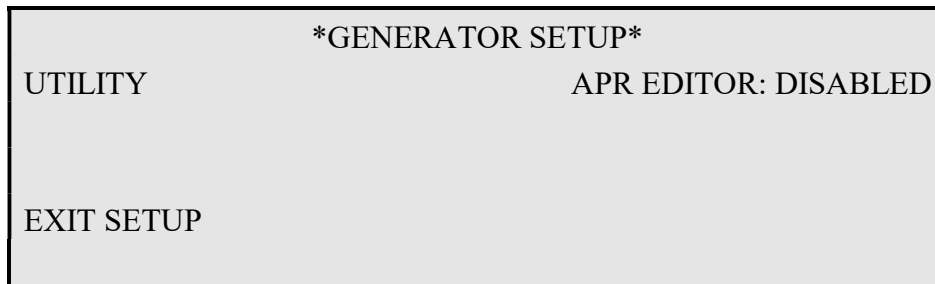 *GENERATOR SETUP*
UTILITY APR EDITOR: DISABLED
EXIT SETUP